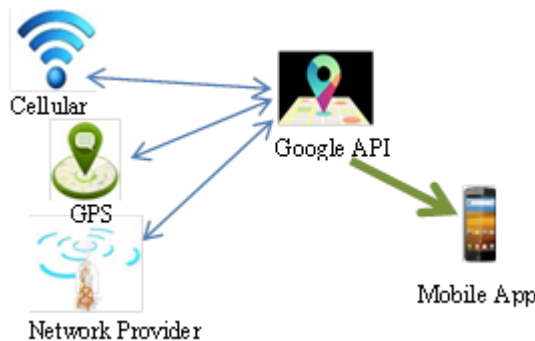 Cellular
Google API
GPS
Mobile App
Network Provider